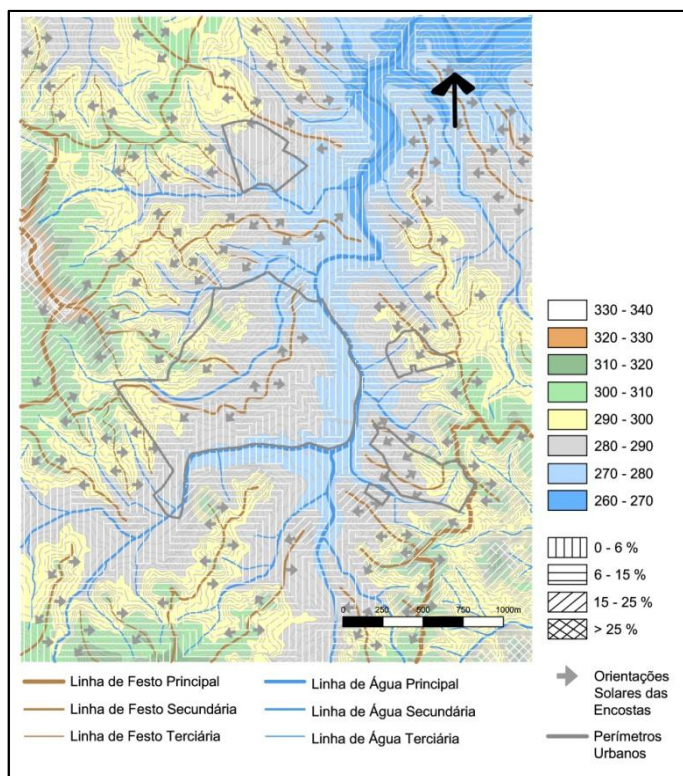 330 - 340
320 - 330
310 - 320
300 - 310
290 - 300
280 - 290
270 - 280
260 - 270
0 - 6 %
6 - 15 %
15 - 25 %
> 25 %
0 250 500 750 1000m
Orientações
Solares das
Encostas
Perímetros
Urbanos
Linha de Festo Principal
Linha de Festo Secundária
Linha de Festo Terciária
Linha de Água Principal
Linha de Água Secundária
Linha de Água Terciária